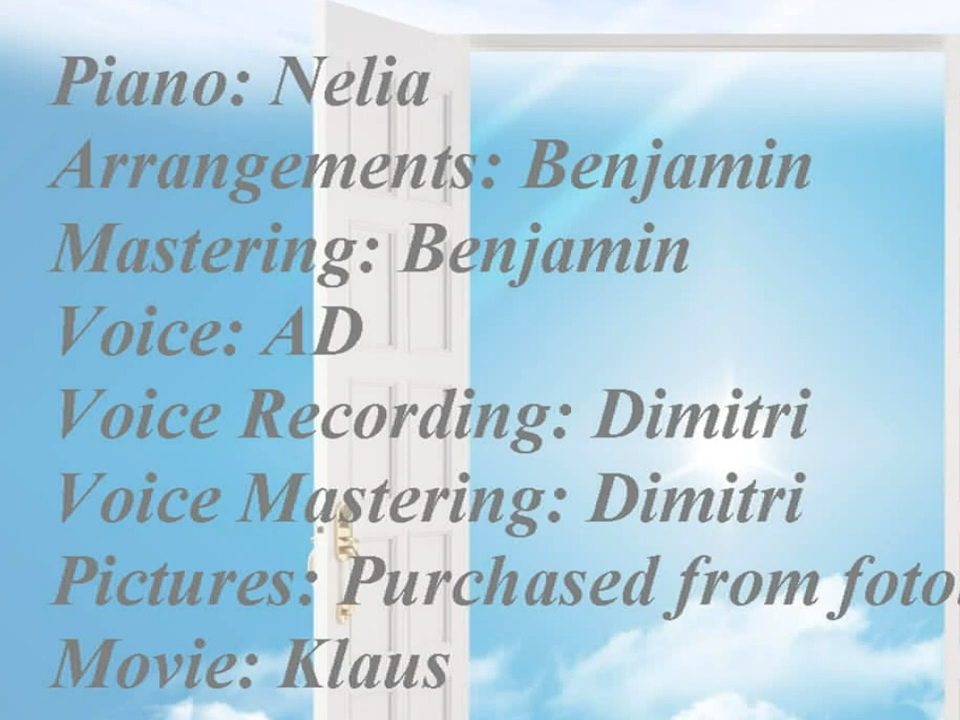 Piano: Nelia
Arrangements: Benjamin
Mastering: Benjamin
Voice: AD
Voice Recording: Dimitri
Voice Mastering: Dimitri
Pictures: Purchased from foto
Movie: Klaus